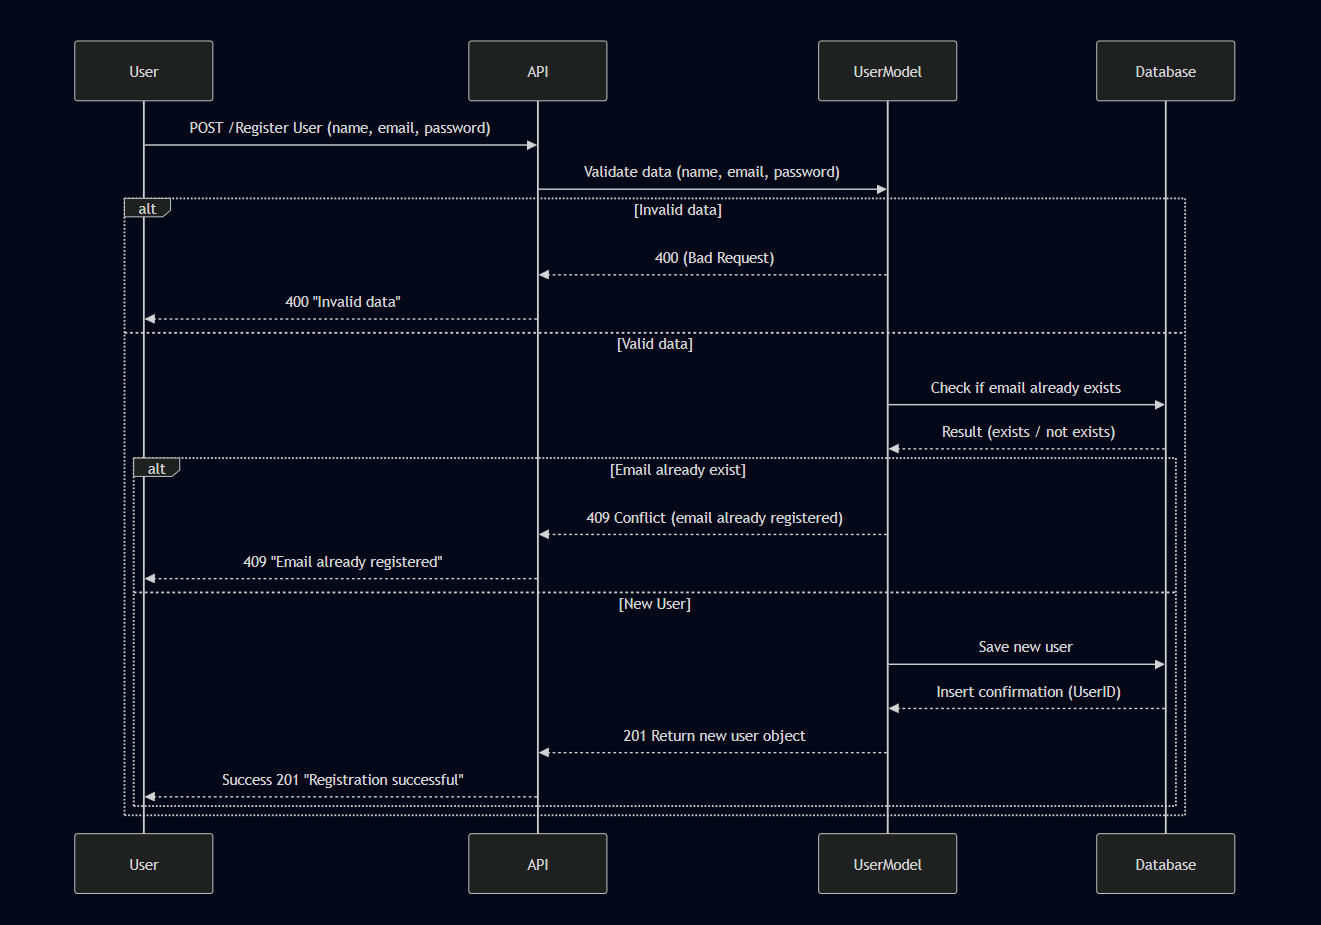 User
API
UserModel
Database
POST /Register User (name, email, password)
Validate data (name, email, password)
alt
[Invalid data]
400 (Bad Request)
400 "Invalid data"
[Valid data]
Check if email already exists
Result (exists / not exists)
alt
[Email already exist]
409 Conflict (email already registered)
409 "Email already registered"
[New User]
Save new user
Insert confirmation (UserID)
201 Return new user object
Success 201 "Registration successful"
User
API
UserModel
Database